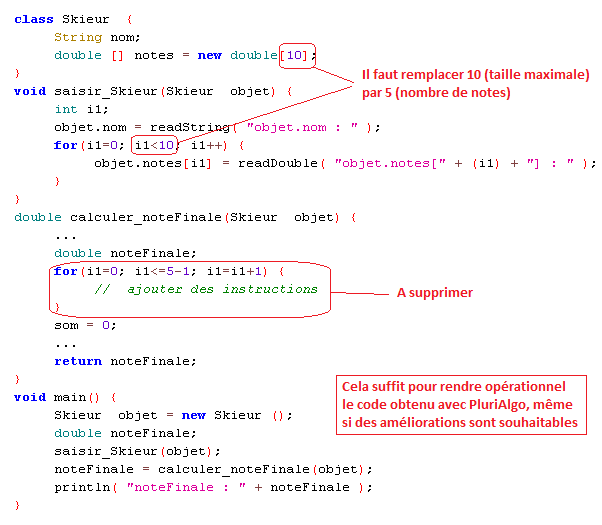 class Skieur {
String nom;
double [] notes = new double[10];
}
Il faut remplacer 10 (taille maximale)
par 5 (nombre de notes)
void saisir_Skieur(Skieur objet) {
int i1;
objet.nom = readString( "objet.nom : " );
for(i1=0; i1<10; i1++) {
objet.notes[i1] = readDouble( "objet.notes[" + (i1) + "] : " );
}
}
double calculer_noteFinale(Skieur objet) {
...
double noteFinale;
for(i1=0; i1<=5-1; i1=i1+1) {
// ajouter des instructions
}
A supprimer
som = 0;
...
return noteFinale;
}
void main() {
Skieur objet = new Skieur ();
double noteFinale;
saisir_Skieur(objet);
noteFinale = calculer_noteFinale(objet);
println( "noteFinale : " + noteFinale );
}
Cela suffit pour rendre opérationnel
le code obtenu avec PluriAlgo, même
si des améliorations sont souhaitables